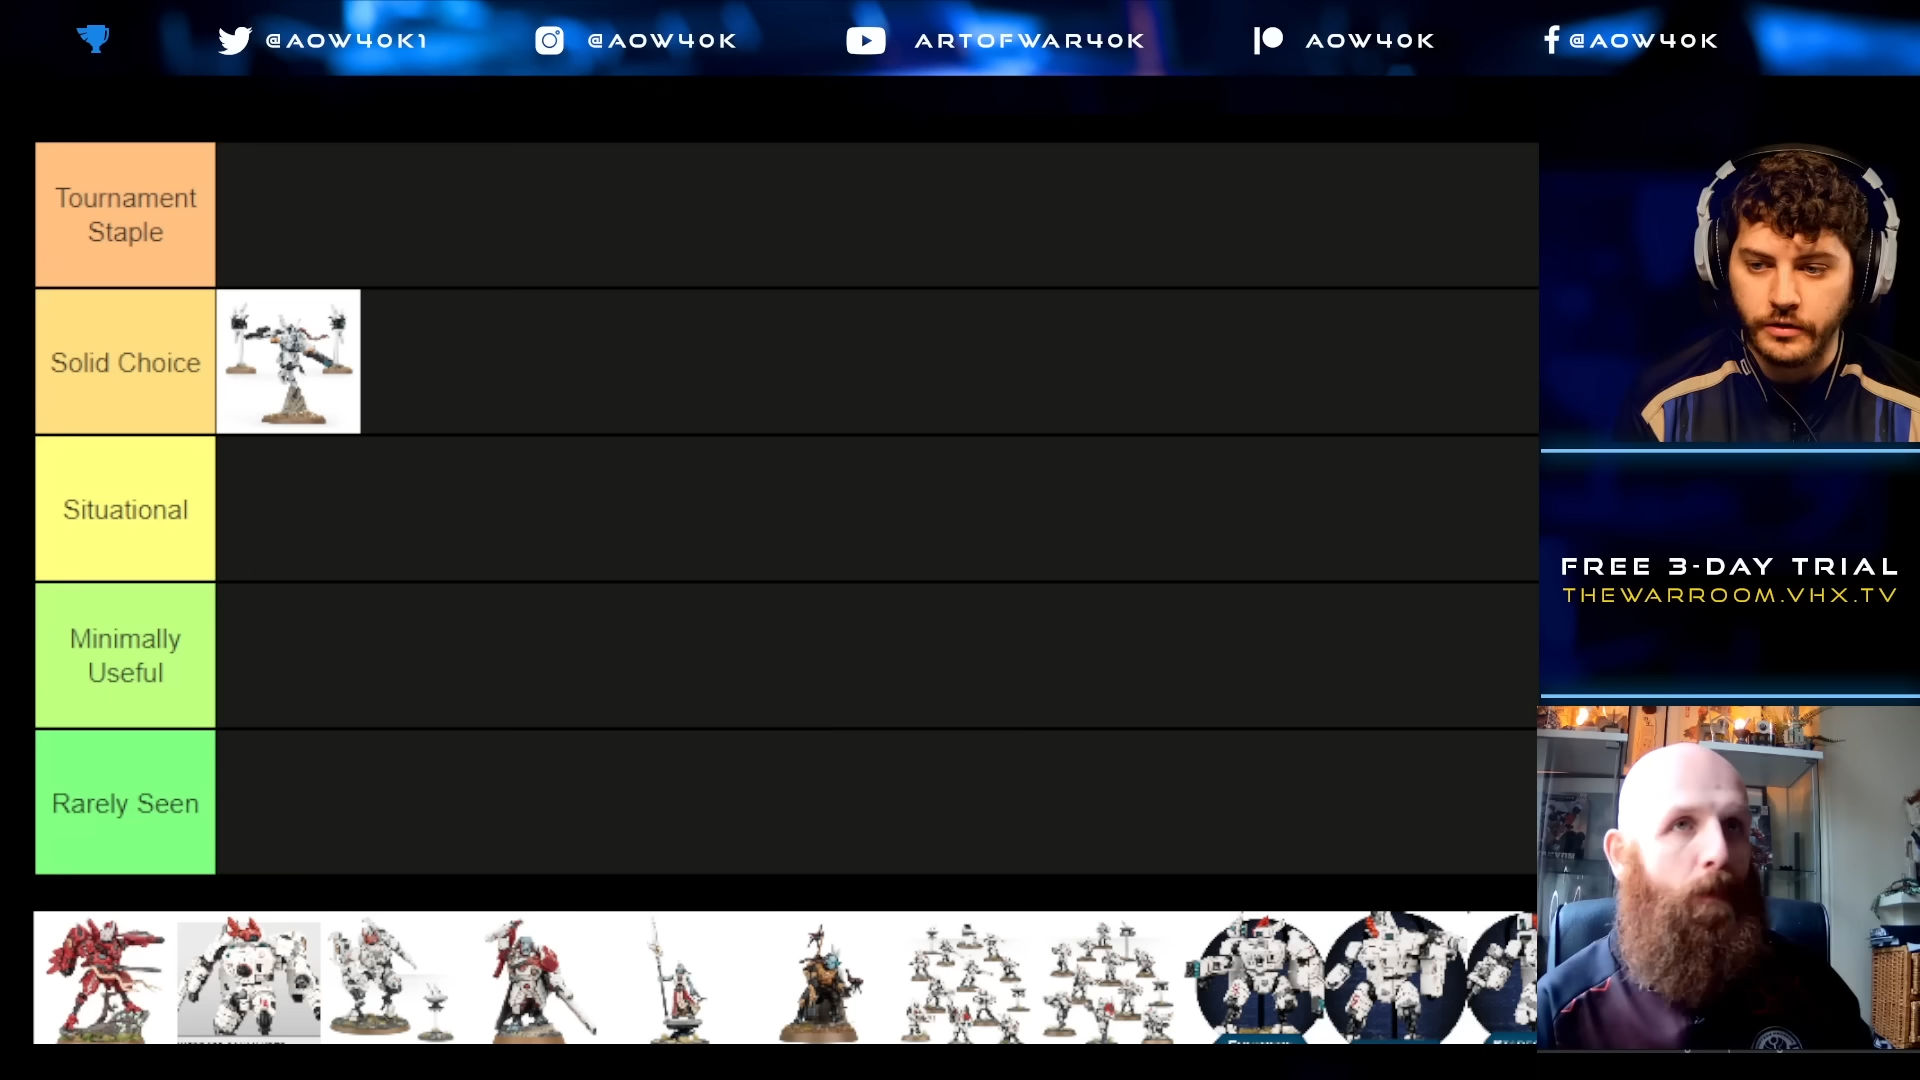 @AOW40K1
@AOW40K
ARTOFWAR40K
AOW40K
@AOW40K
Tournament
Staple
Solid Choice
Situational
FREE 3-DAY TRIAL
THEWARROOM.VHX.TV
Minimally
Useful
Rarely Seen